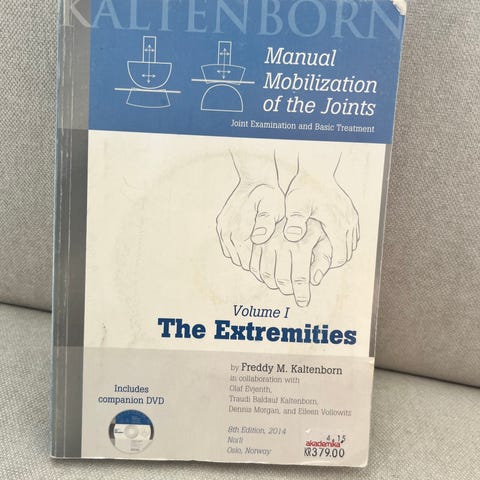 KALTENBORN
Manual
Mobilization
of the Joints
Joint Examination and Basic Treatment
Volume I
The Extremities
by Freddy M. Kaltenborn
in collaboration with
Olaf Evjenth,
Traudi Baldauf Kaltenborn,
Dennis Morgan, and Eileen Vollowitz
Includes
companion DVD
8th Edition, 2014
Norli
Oslo, Norway
4 15
akademika
KR379.00